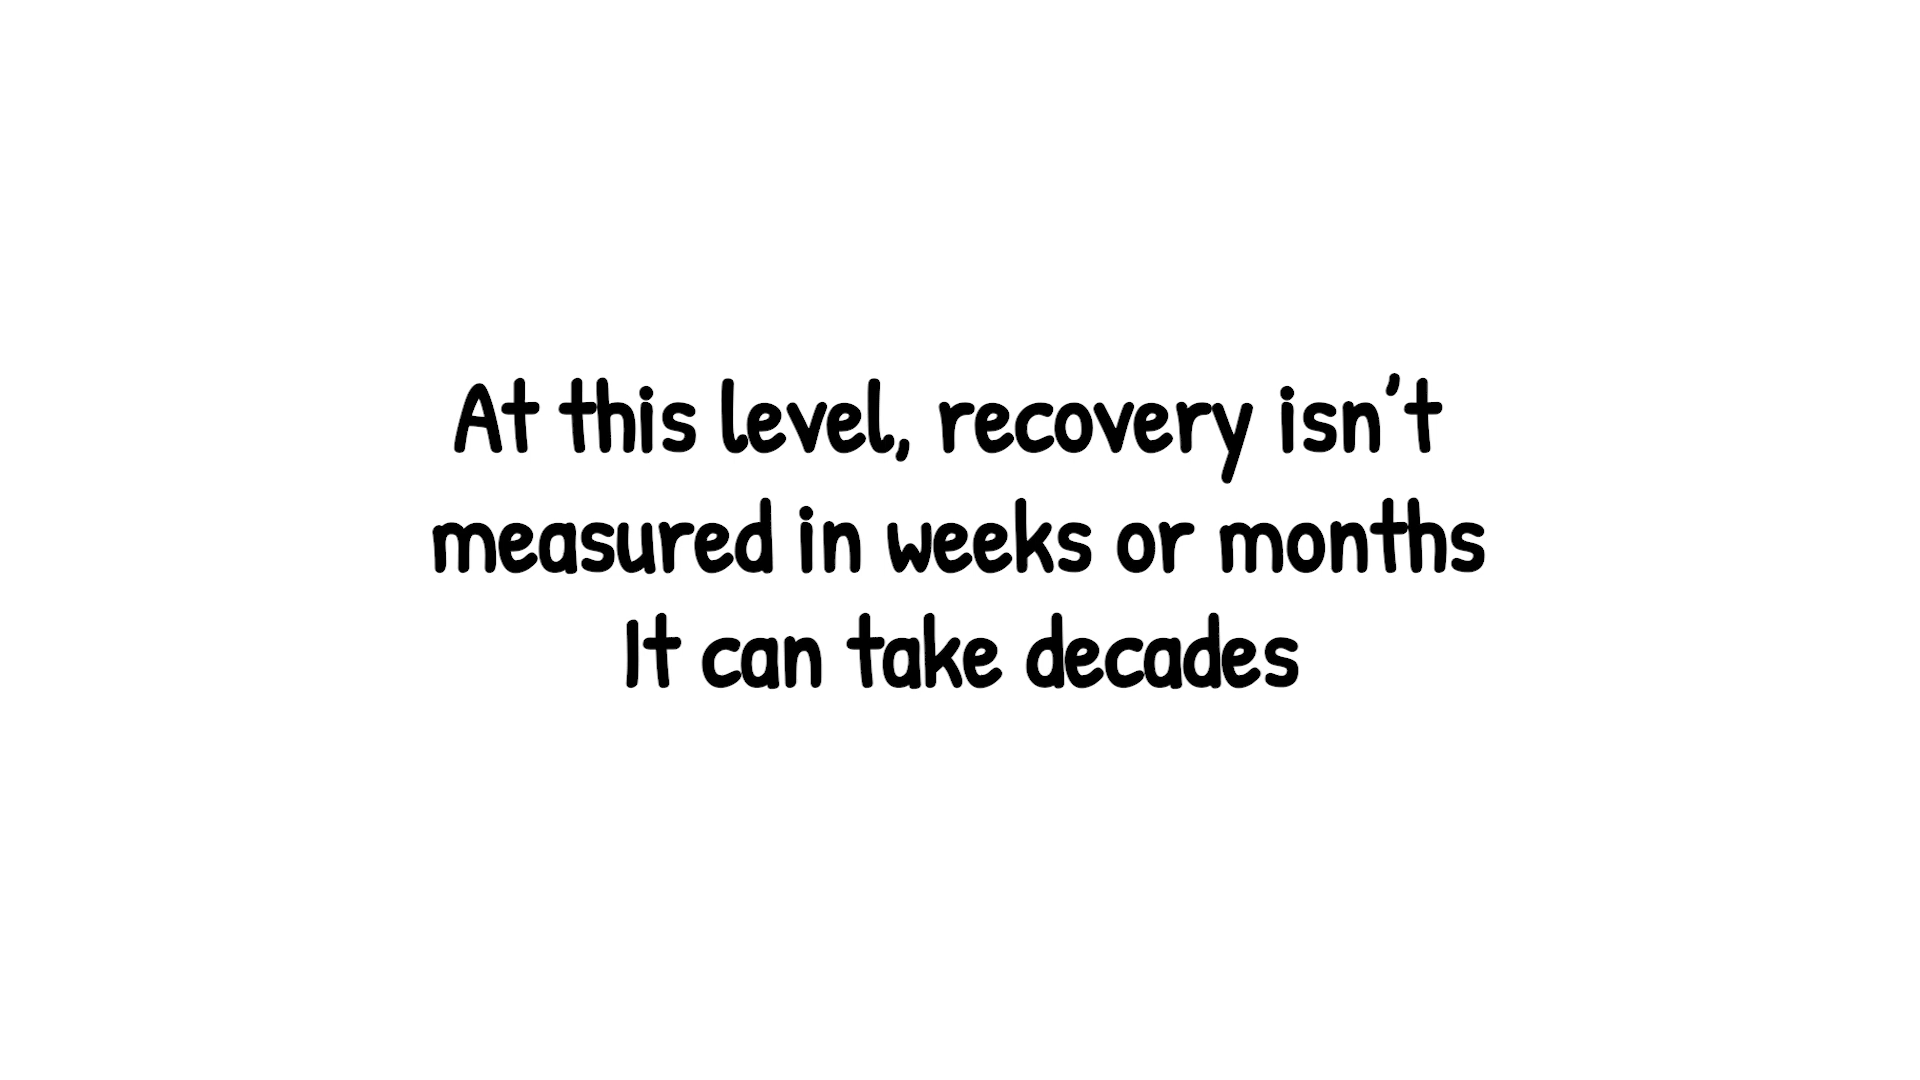 At this level, recovery isn't
measured in weeks or months
It can take decades